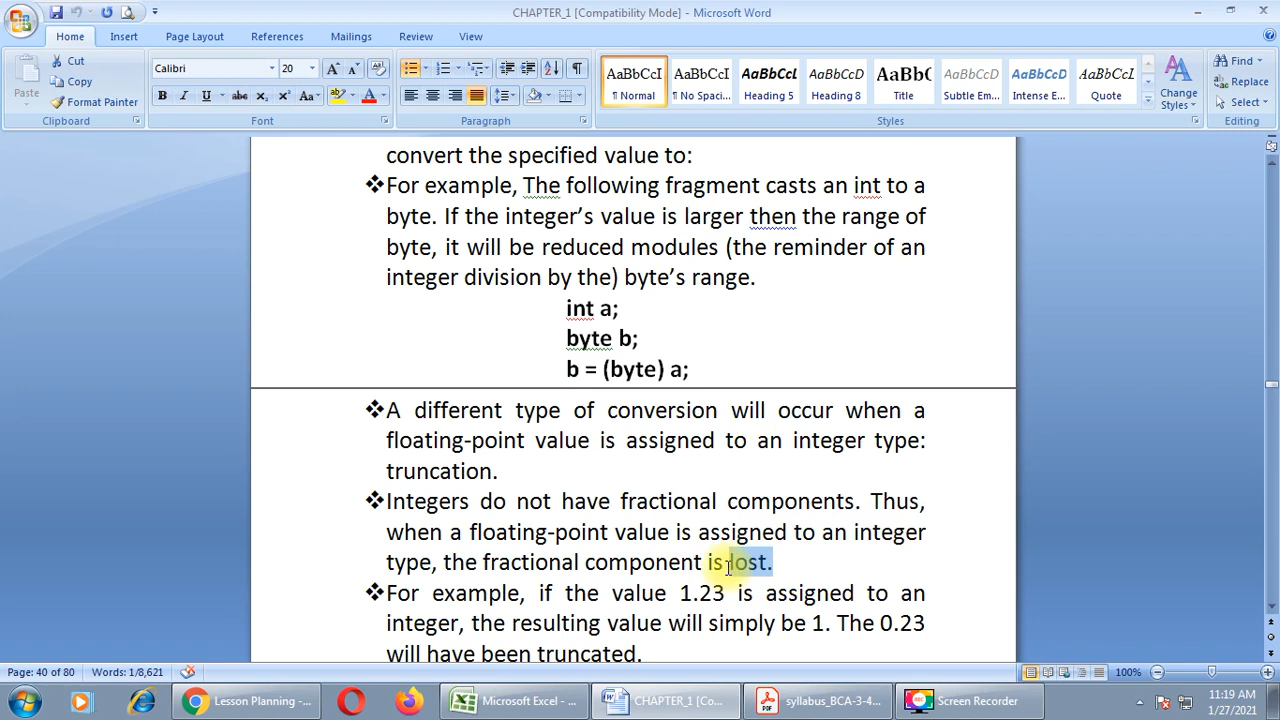 CHAPTER_1 [Compatibility Mode] - Microsoft Word
Home Insert Page Layout References Mailings Review View
Paste Cut Copy Format Painter
Calibri 20
AaBbCcI AaBbCcI AaBbCcL AaBbCcD AaBbC AaBbCcD AaBbCcD AaBbCcD
¶ Normal ¶ No Spaci... Heading 5 Heading 8 Title Subtle Em... Intense E... Quote
Change Styles
Find Replace Select
Clipboard Font Paragraph Styles Editing
convert the specified value to:
❖For example, The following fragment casts an int to a
byte. If the integer’s value is larger then the range of
byte, it will be reduced modules (the reminder of an
integer division by the) byte’s range.
int a;
byte b;
b = (byte) a;
❖A different type of conversion will occur when a
floating-point value is assigned to an integer type:
truncation.
❖Integers do not have fractional components. Thus,
when a floating-point value is assigned to an integer
type, the fractional component is lost.
❖For example, if the value 1.23 is assigned to an
integer, the resulting value will simply be 1. The 0.23
will have been truncated.
Page: 40 of 80 Words: 1/8,621 100%
Lesson Planning -... Microsoft Excel - ... CHAPTER_1 [Co... syllabus_BCA-3-4... Screen Recorder
11:19 AM
1/27/2021